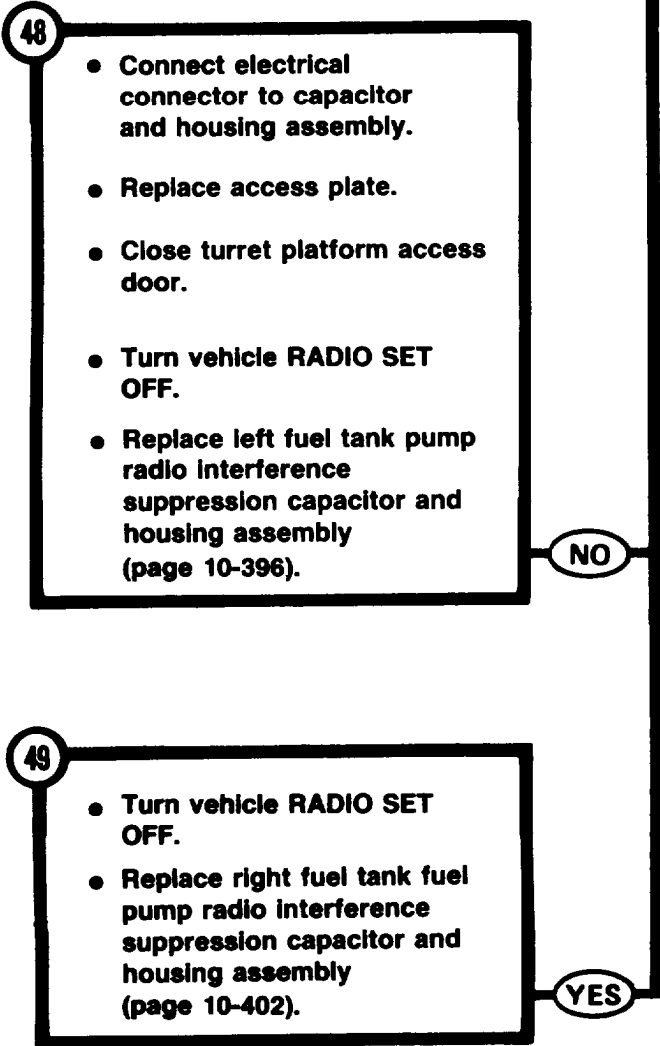 48
• Connect electrical
connector to capacitor
and housing assembly.
• Replace access plate.
• Close turret platform access
door.
• Turn vehicle RADIO SET
OFF.
• Replace left fuel tank pump
radio interference
suppression capacitor and
housing assembly
(page 10-396).
NO
49
• Turn vehicle RADIO SET
OFF.
• Replace right fuel tank fuel
pump radio interference
suppression capacitor and
housing assembly
(page 10-402).
YES